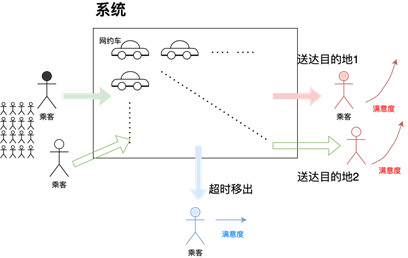 系统
网约车
送达目的地1
乘客
乘客
满意度
乘客
满意度
乘客
送达目的地2
超时移出
满意度
乘客